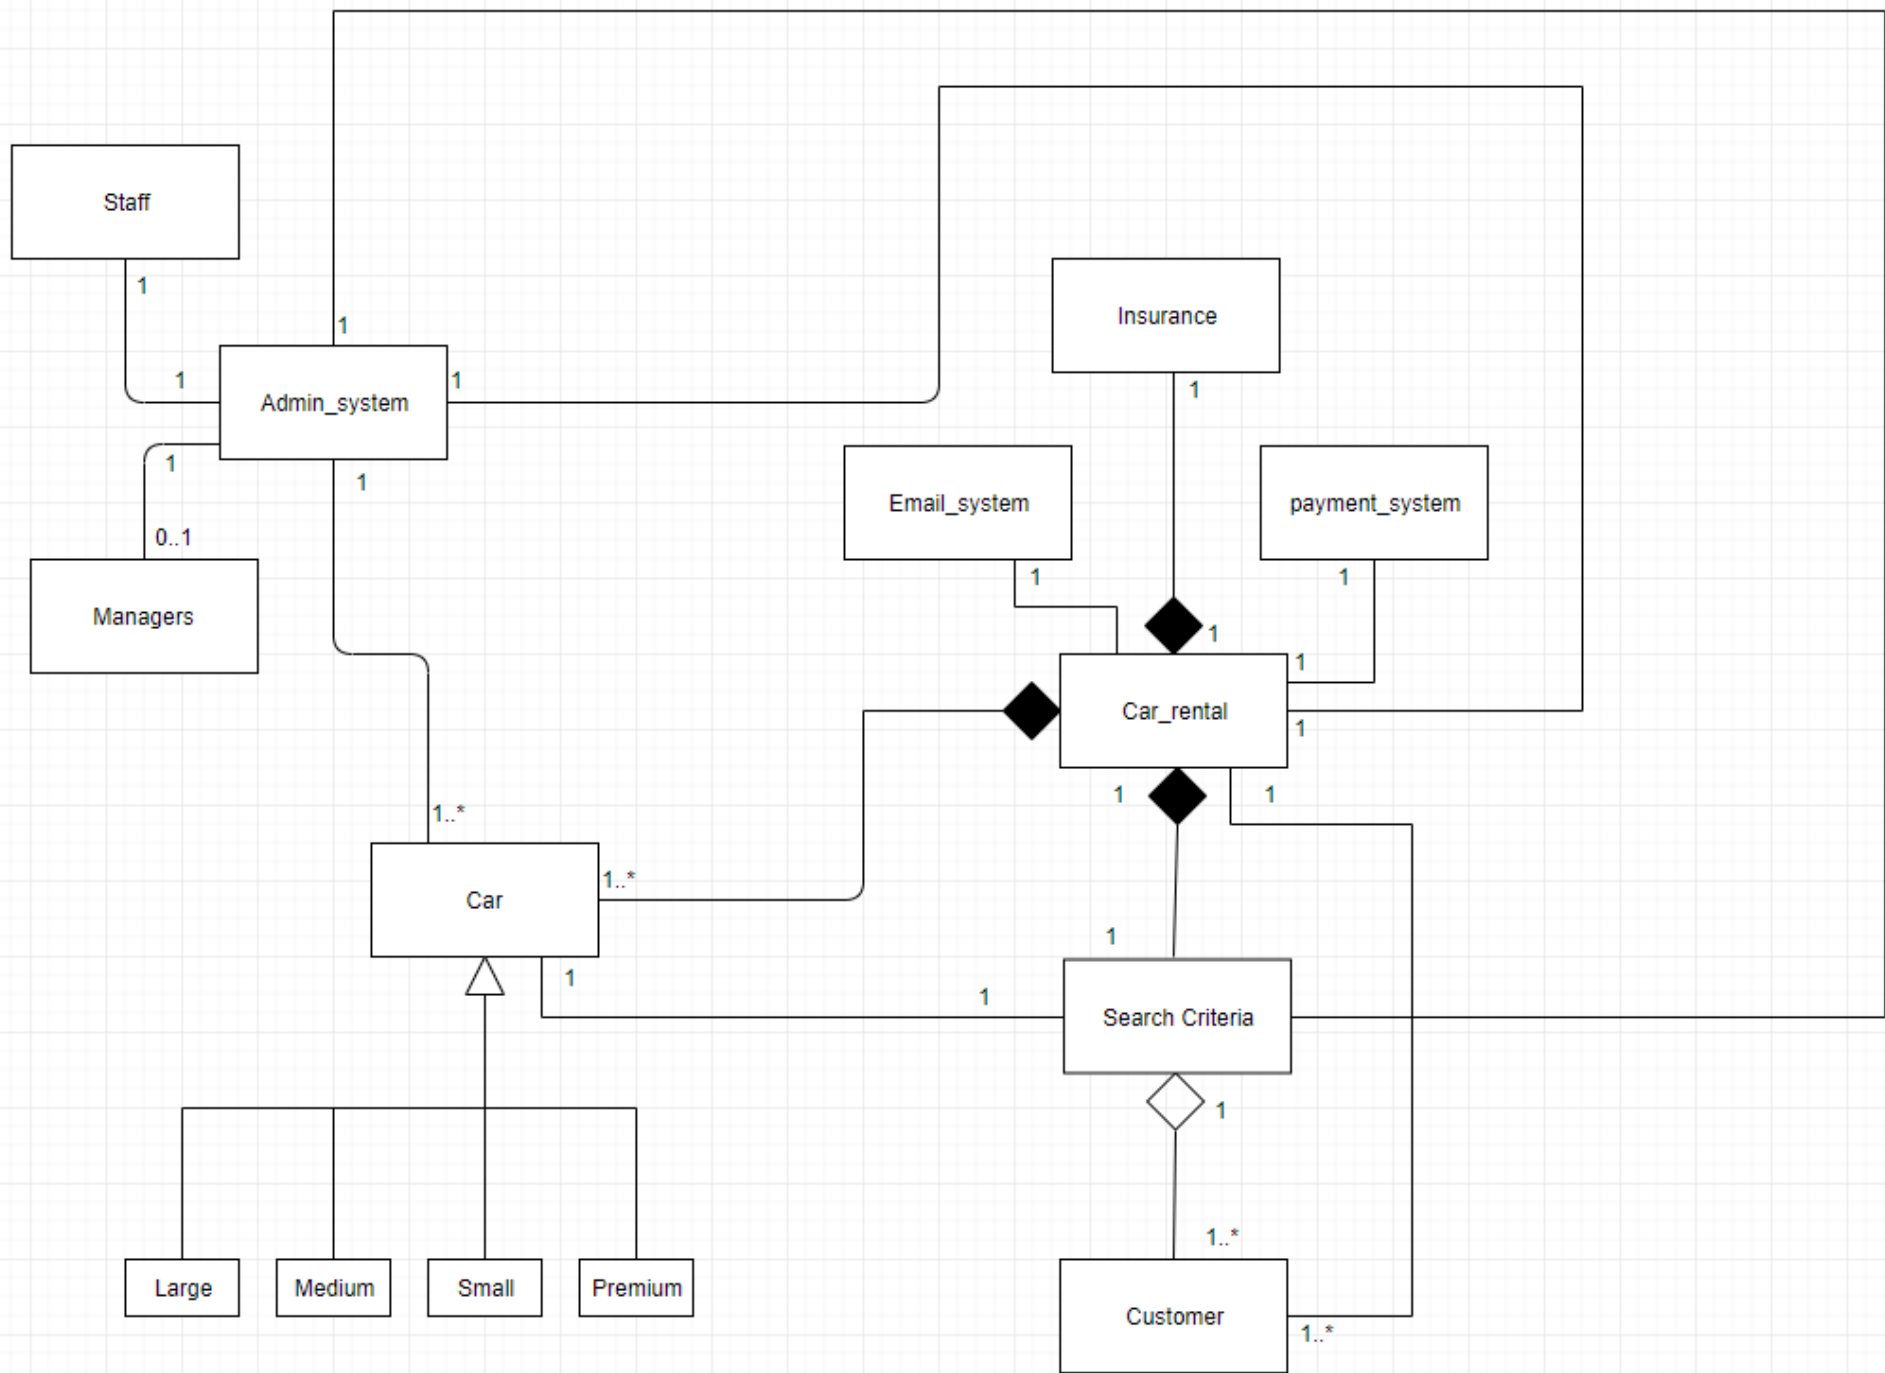 Staff
1
Insurance
1
1
1
1
Admin_system
1
1
0..1
1
Email_system
payment_system
1
1
Managers
1
1
Car_rental
1
1
1
1..*
1..*
Car
1
1
1
Search Criteria
1
1..*
Large
Medium
Small
Premium
Customer
1..*